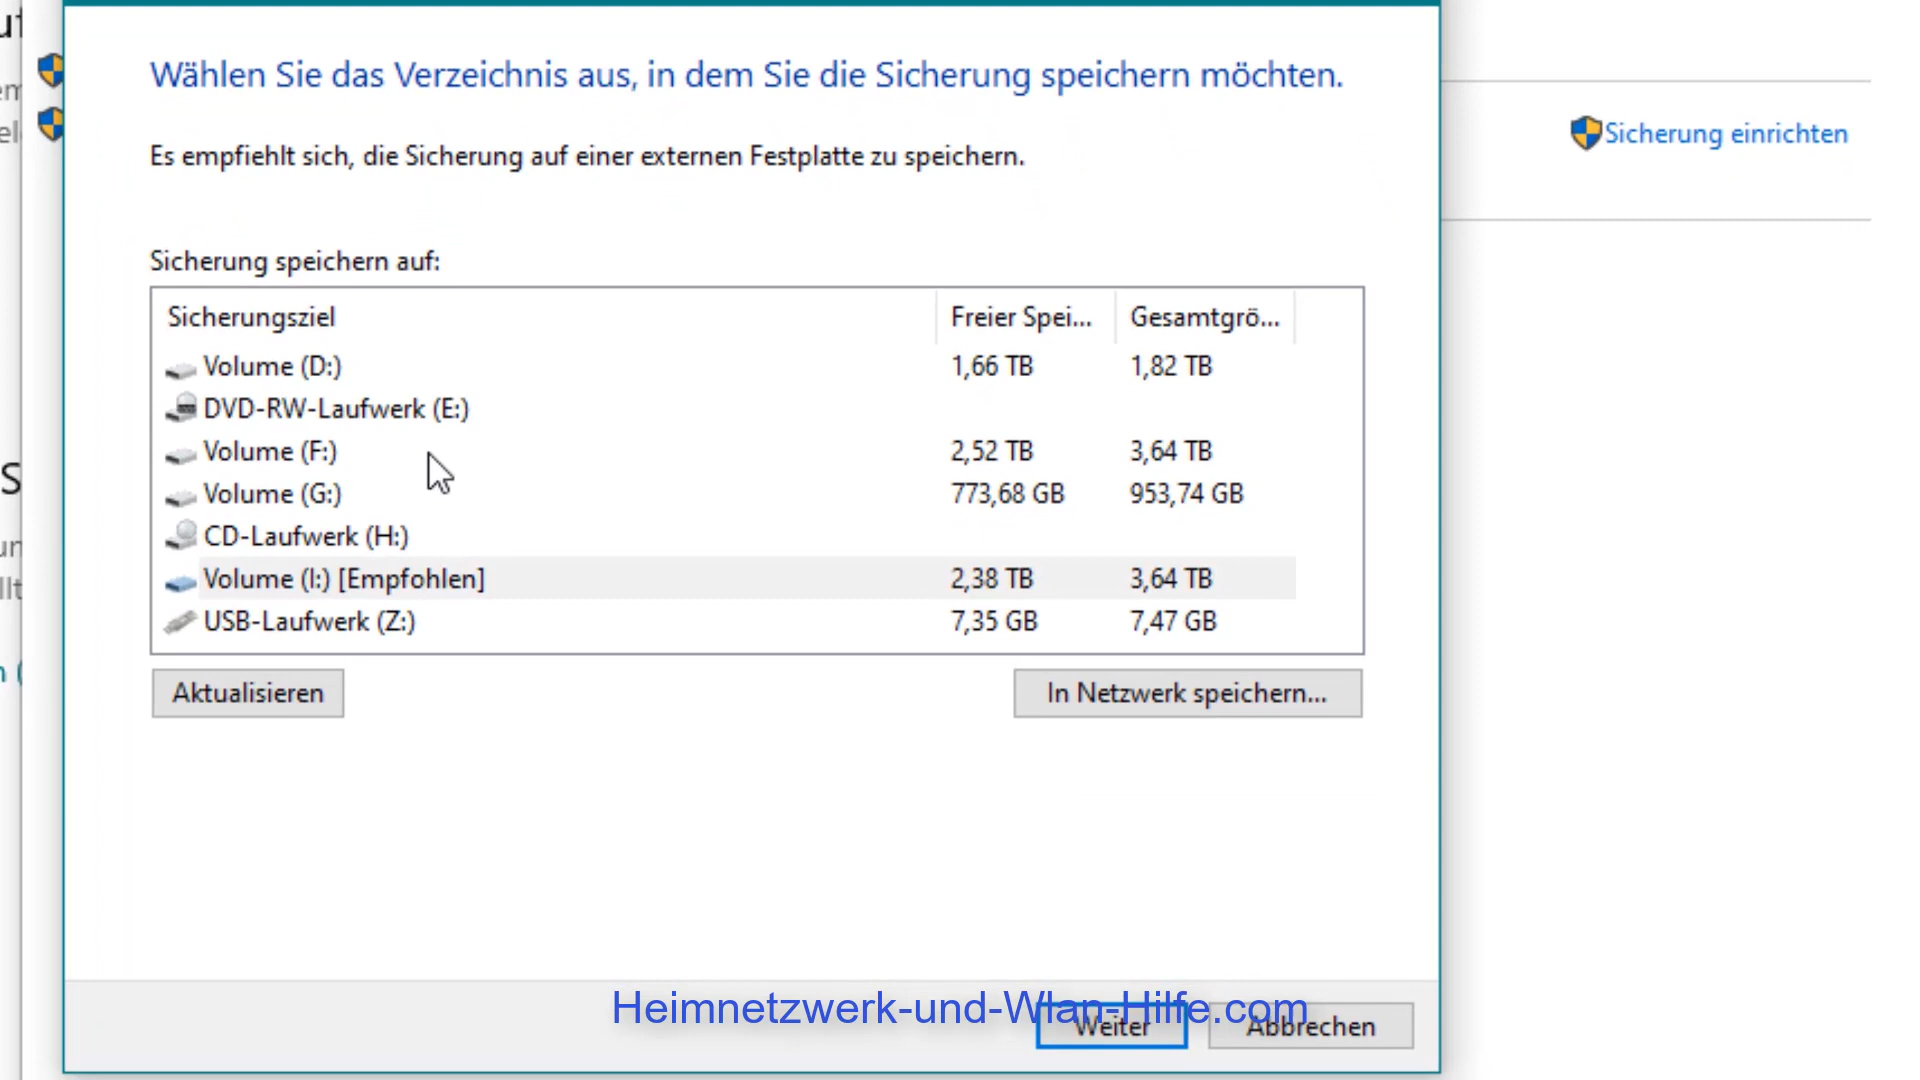 Wählen Sie das Verzeichnis aus, in dem Sie die Sicherung speichern möchten.
Es empfiehlt sich, die Sicherung auf einer externen Festplatte zu speichern.
Sicherung einrichten
Sicherung speichern auf:
Sicherungsziel Freier Spei... Gesamtgrö...
Volume (D:) 1,66 TB 1,82 TB
DVD-RW-Laufwerk (E:)
Volume (F:) 2,52 TB 3,64 TB
Volume (G:) 773,68 GB 953,74 GB
CD-Laufwerk (H:)
Volume (I:) [Empfohlen] 2,38 TB 3,64 TB
USB-Laufwerk (Z:) 7,35 GB 7,47 GB
Aktualisieren In Netzwerk speichern...
Heimnetzwerk-und-Wlan-Hilfe.com
Weiter Abbrechen